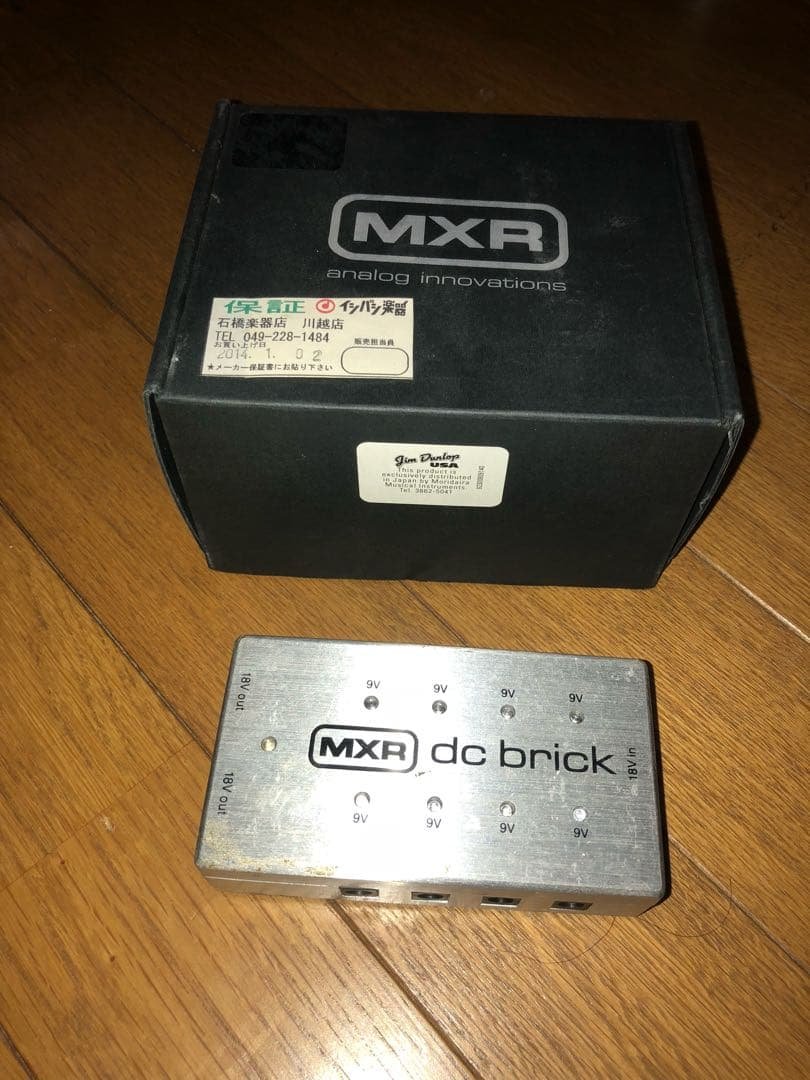 MXR
analog innovations
保証 イシバシ楽器
石橋楽器店 川越店
TEL 049-228-1484
お買い上げ日
販売担当員
2014. 1. 02
★メーカー保証書にお貼り下さい
Jim Dunlop
USA
This product is
exclusively distributed
in Japan by Moridaira
Musical Instruments.
Tel. 3862-5041
18V out
9V
9V
9V
9V
MXR dc brick
18V in
18V out
9V
9V
9V
9V